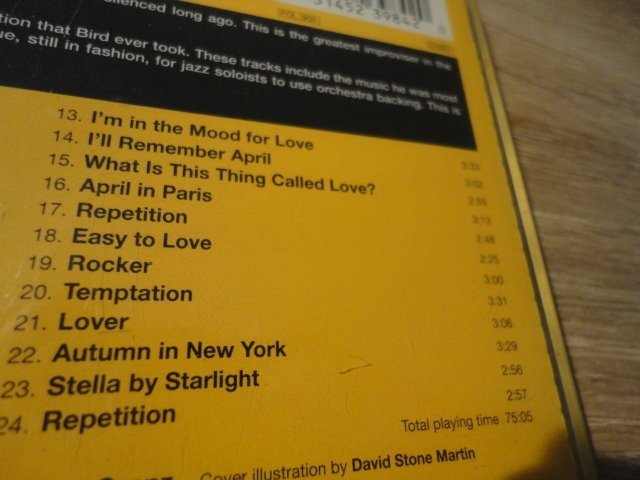 31452 39842 0
silenced long ago. This is the greatest improviser in the
tion that Bird ever took. These tracks include the music he was most
ue, still in fashion, for jazz soloists to use orchestra backing. This is
13. I'm in the Mood for Love 3:33
14. I'll Remember April 3:02
15. What Is This Thing Called Love? 2:58
16. April in Paris 3:13
17. Repetition 2:48
18. Easy to Love 2:25
19. Rocker 3:00
20. Temptation 3:31
21. Lover 3:06
22. Autumn in New York 3:29
23. Stella by Starlight 2:56
24. Repetition 2:57
Total playing time 75:05
Cover illustration by David Stone Martin